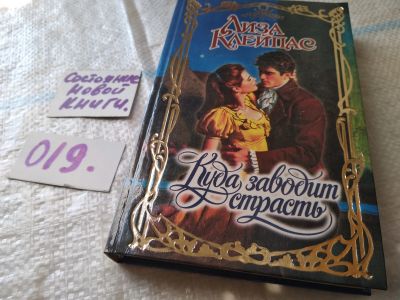 Лиза
Клейпас
Состояние
новой
книги.
019.
Куда заводит
страсть